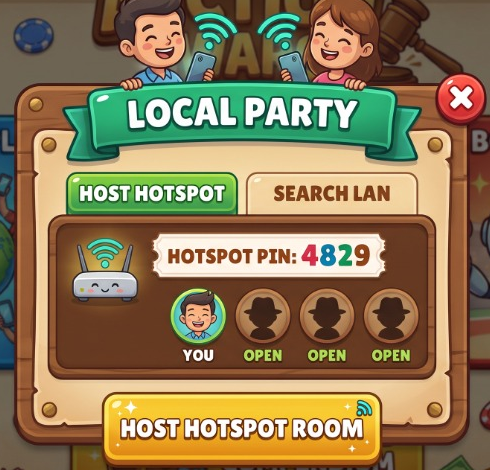 LOCAL PARTY
HOST HOTSPOT
SEARCH LAN
HOTSPOT PIN: 4829
YOU
OPEN
OPEN
OPEN
HOST HOTSPOT ROOM